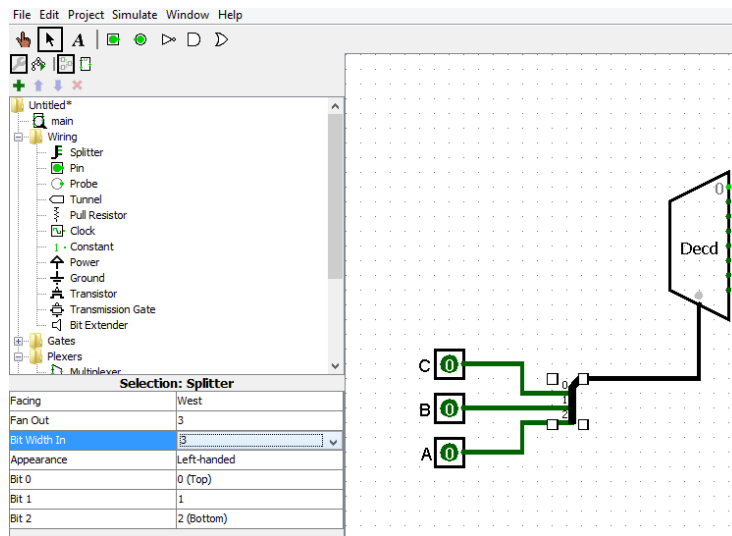 File Edit Project Simulate Window Help
A
Untitled*
main
Wiring
Splitter
Pin
Probe
Tunnel
Pull Resistor
Clock
1 Constant
Power
Ground
Transistor
Transmission Gate
Bit Extender
Gates
Plexers
Multiplexer
Selection: Splitter
Facing West
Fan Out 3
Bit Width In 3
Appearance Left-handed
Bit 0 0 (Top)
Bit 1 1
Bit 2 2 (Bottom)
0
Decd
C 0
0
B 0
1
2
A 0